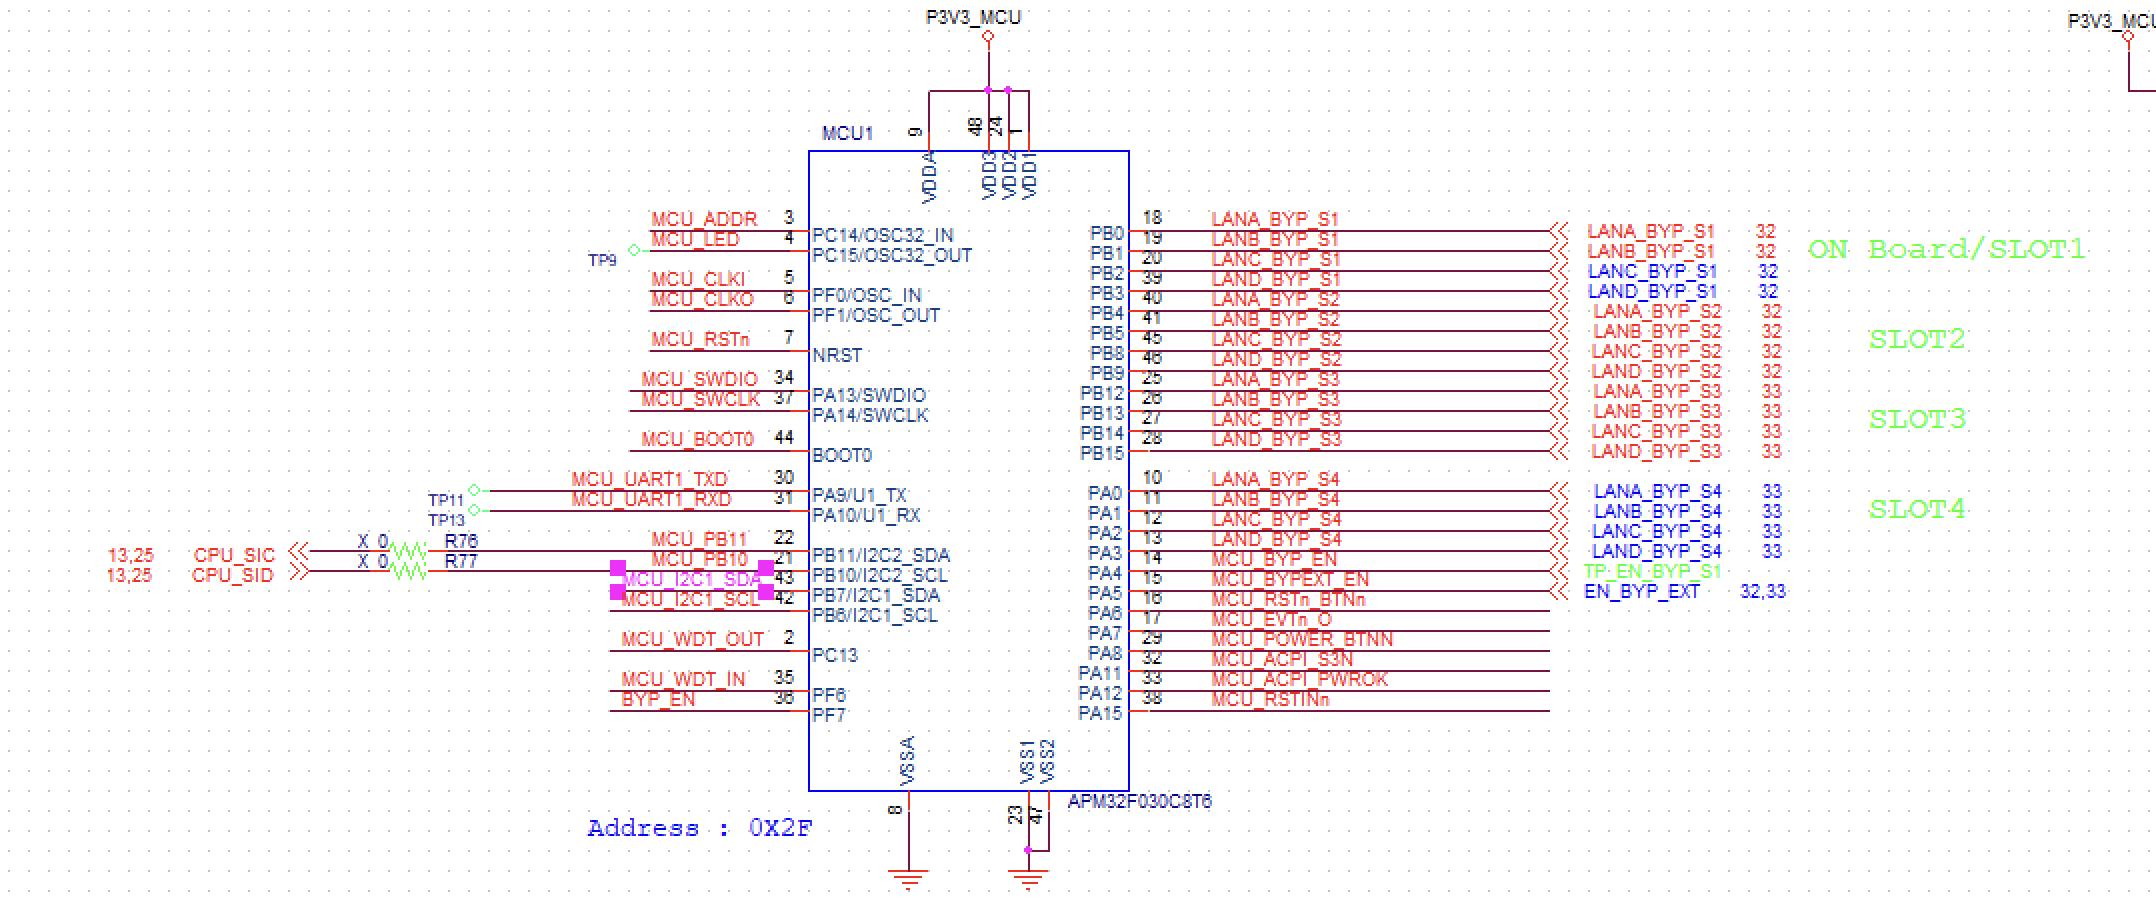 P3V3_MCU
P3V3_MCU
MCU1
9
48
24
1
VDDA
VDD3
VDD2
VDD1
MCU_ADDR 3 PC14/OSC32_IN
TP9 MCU_LED 4 PC15/OSC32_OUT
MCU_CLKI 5 PF0/OSC_IN
MCU_CLKO 6 PF1/OSC_OUT
MCU_RSTn 7 NRST
MCU_SWDIO 34 PA13/SWDIO
MCU_SWCLK 37 PA14/SWCLK
MCU_BOOT0 44 BOOT0
TP11 MCU_UART1_TXD 30 PA9/U1_TX
TP13 MCU_UART1_RXD 31 PA10/U1_RX
13,25 CPU_SIC X 0 R76 MCU_PB11 22 PB11/I2C2_SDA
13,25 CPU_SID X 0 R77 MCU_PB10 21 PB10/I2C2_SCL
MCU_I2C1_SDA 43 PB7/I2C1_SDA
MCU_I2C1_SCL 42 PB6/I2C1_SCL
MCU_WDT_OUT 2 PC13
MCU_WDT_IN 35 PF6
BYP_EN 36 PF7
PB0 18 LANA_BYP_S1 LANA_BYP_S1 32
PB1 19 LANB_BYP_S1 LANB_BYP_S1 32
ON Board/SLOT1
PB2 20 LANC_BYP_S1 LANC_BYP_S1 32
PB3 39 LAND_BYP_S1 LAND_BYP_S1 32
PB4 40 LANA_BYP_S2 LANA_BYP_S2 32
PB5 41 LANB_BYP_S2 LANB_BYP_S2 32
SLOT2
PB8 45 LANC_BYP_S2 LANC_BYP_S2 32
PB9 46 LAND_BYP_S2 LAND_BYP_S2 32
PB12 25 LANA_BYP_S3 LANA_BYP_S3 33
PB13 26 LANB_BYP_S3 LANB_BYP_S3 33
SLOT3
PB14 27 LANC_BYP_S3 LANC_BYP_S3 33
PB15 28 LAND_BYP_S3 LAND_BYP_S3 33
PA0 10 LANA_BYP_S4 LANA_BYP_S4 33
PA1 11 LANB_BYP_S4 LANB_BYP_S4 33
SLOT4
PA2 12 LANC_BYP_S4 LANC_BYP_S4 33
PA3 13 LAND_BYP_S4 LAND_BYP_S4 33
PA4 14 MCU_BYP_EN TP_EN_BYP_S1
PA5 15 MCU_BYPEXT_EN EN_BYP_EXT 32,33
PA6 16 MCU_RSTn_BTNn
PA7 17 MCU_EVTn_O
PA8 29 MCU_POWER_BTNN
PA11 32 MCU_ACPI_S3N
PA12 33 MCU_ACPI_PWROK
PA15 38 MCU_RSTINn
VSSA
VSS1
VSS2
8
23
47
APM32F030C8T6
Address : 0X2F